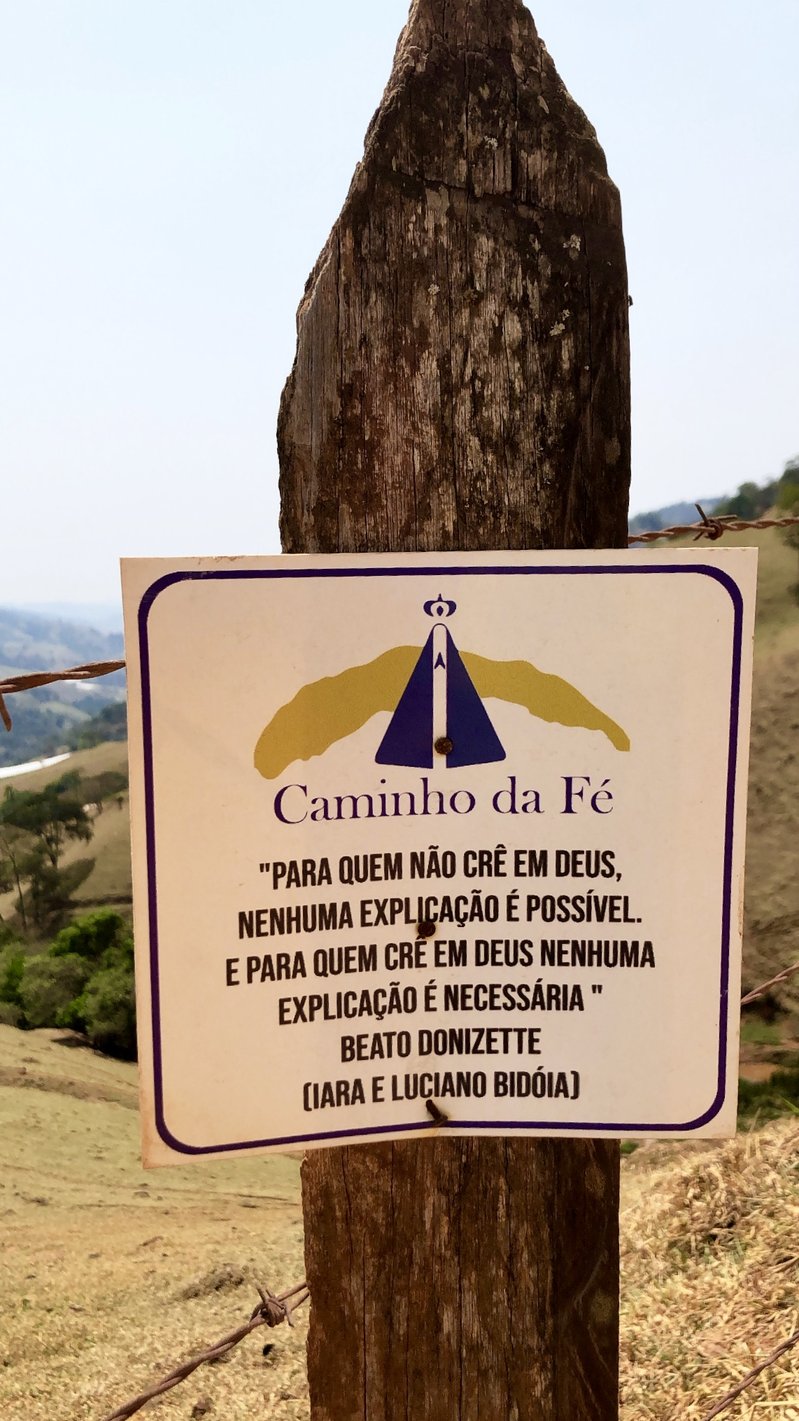 Caminho da Fé
"PARA QUEM NÃO CRÊ EM DEUS,
NENHUMA EXPLICAÇÃO É POSSÍVEL.
E PARA QUEM CRÊ EM DEUS NENHUMA
EXPLICAÇÃO É NECESSÁRIA "
BEATO DONIZETTE
(IARA E LUCIANO BIDÓIA)